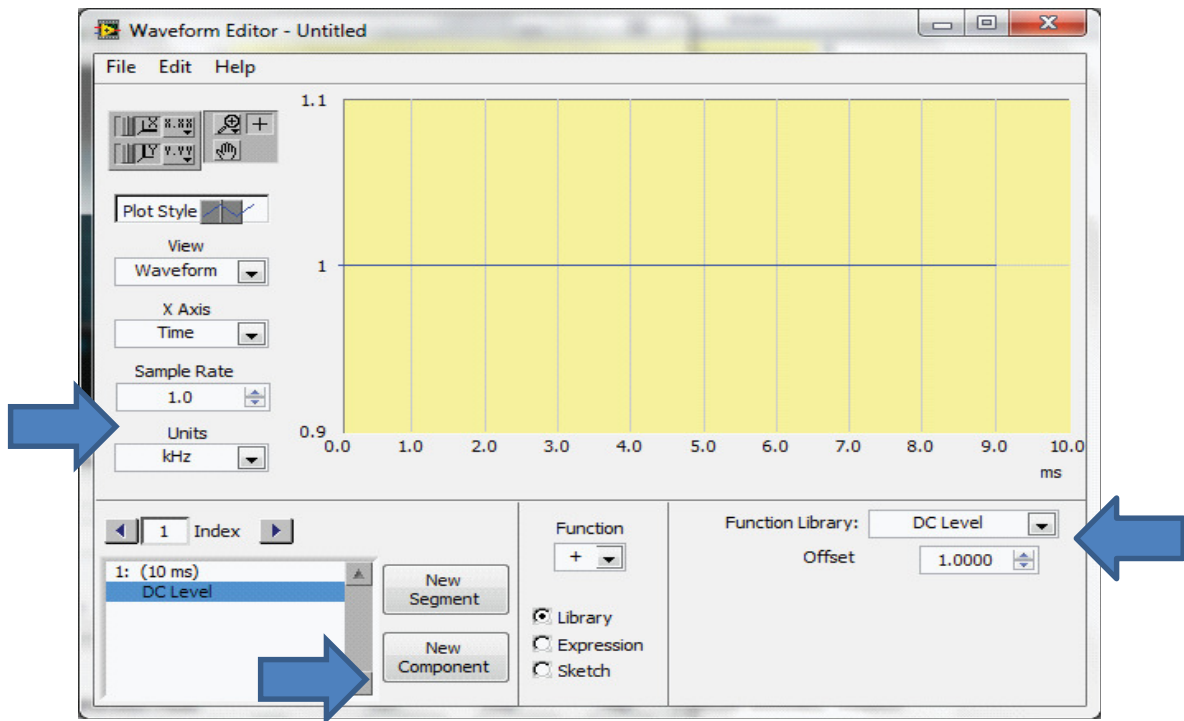 Waveform Editor - Untitled
File Edit Help
X X.XX
Y Y.YY
Plot Style
View
Waveform
X Axis
Time
Sample Rate
1.0
Units
kHz
1.1
1
0.9
0.0 1.0 2.0 3.0 4.0 5.0 6.0 7.0 8.0 9.0 10.0
ms
1 Index
1: (10 ms)
DC Level
New
Segment
New
Component
Function
+
Library
Expression
Sketch
Function Library: DC Level
Offset 1.0000